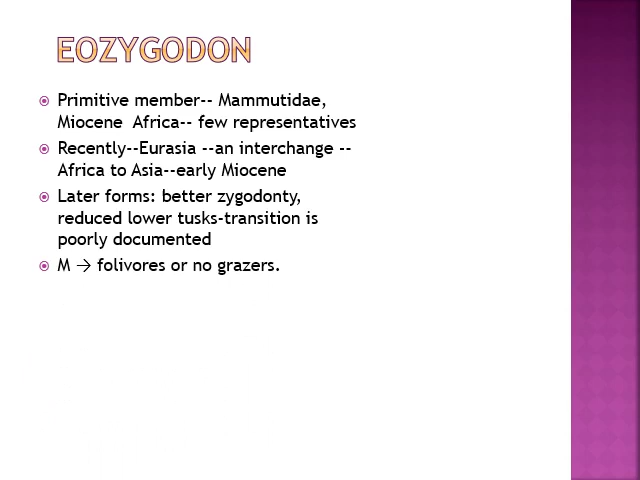 EOZYGODON
Primitive member-- Mammutidae,
Miocene  Africa-- few representatives
Recently--Eurasia --an interchange --
Africa to Asia--early Miocene
Later forms: better zygodonty,
reduced lower tusks-transition is
poorly documented
M → folivores or no grazers.